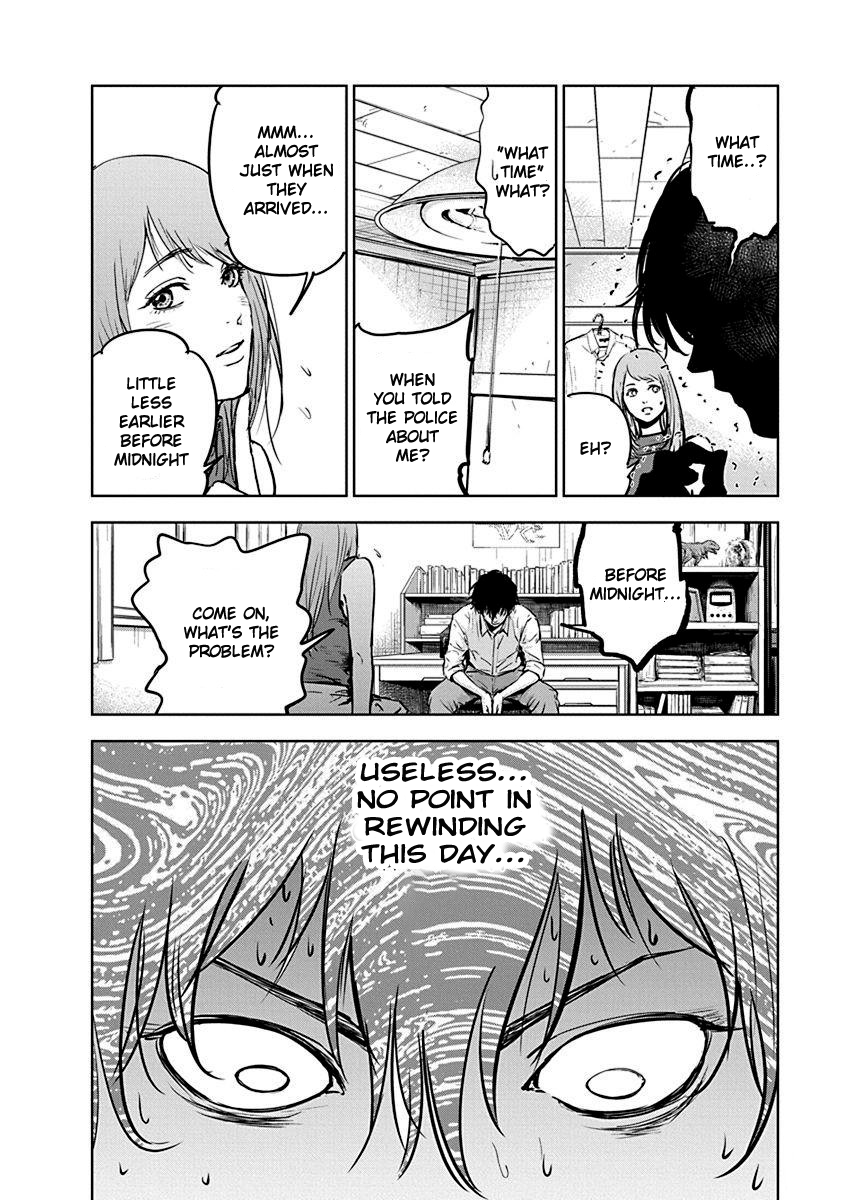 WHAT
TIME..?
EH?
"WHAT
TIME"
WHAT?
WHEN
YOU TOLD
THE POLICE
ABOUT
ME?
MMM...
ALMOST
JUST WHEN
THEY
ARRIVED...
LITTLE
LESS
EARLIER
BEFORE
MIDNIGHT
BEFORE
MIDNIGHT...
COME ON,
WHAT'S THE
PROBLEM?
USELESS...
NO POINT IN
REWINDING
THIS DAY...